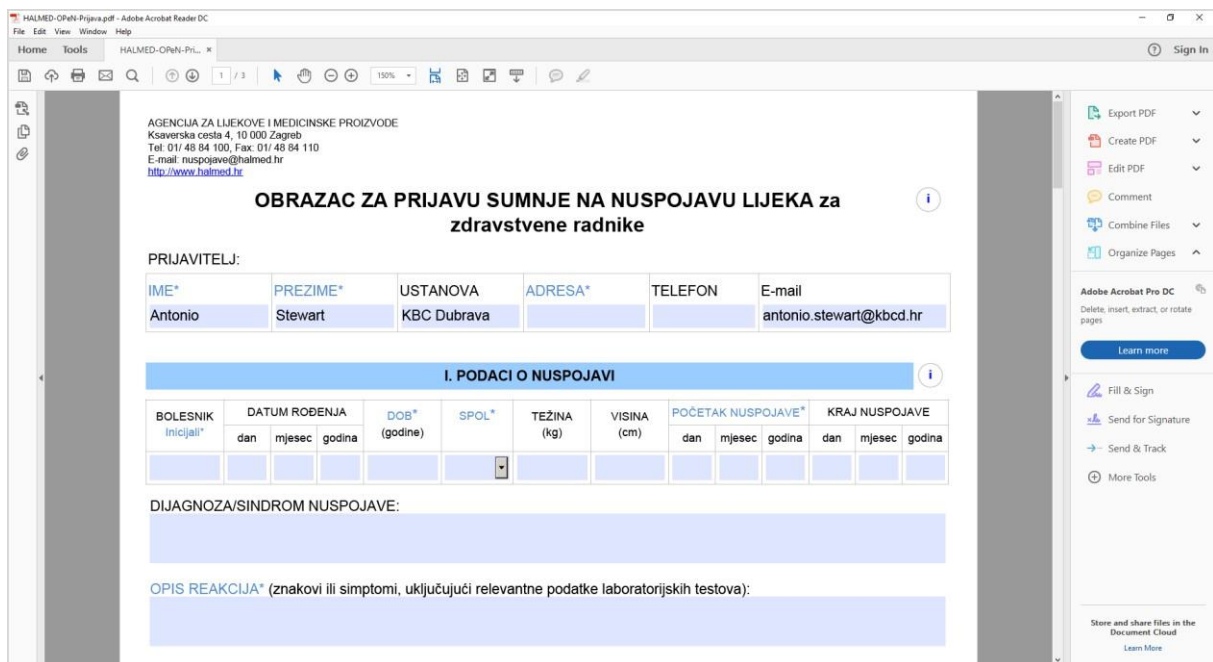 HALMED-OPeN-Prijava.pdf - Adobe Acrobat Reader DC
File Edit View Window Help
Home Tools HALMED-OPeN-Pri... × Sign In
1 / 3 150%
AGENCIJA ZA LIJEKOVE I MEDICINSKE PROIZVODE
Ksaverska cesta 4, 10 000 Zagreb
Tel: 01/ 48 84 100, Fax: 01/ 48 84 110
E-mail: nuspojave@halmed.hr
http://www.halmed.hr
OBRAZAC ZA PRIJAVU SUMNJE NA NUSPOJAVU LIJEKA za
zdravstvene radnike
i
PRIJAVITELJ:
IME* PREZIME* USTANOVA ADRESA* TELEFON E-mail
Antonio Stewart KBC Dubrava antonio.stewart@kbcd.hr
I. PODACI O NUSPOJAVI
i
BOLESNIK
Inicijali*
DATUM ROĐENJA
dan mjesec godina
DOB*
(godine)
SPOL*
TEŽINA
(kg)
VISINA
(cm)
POČETAK NUSPOJAVE*
dan mjesec godina
KRAJ NUSPOJAVE
dan mjesec godina
DIJAGNOZA/SINDROM NUSPOJAVE:
OPIS REAKCIJA* (znakovi ili simptomi, uključujući relevantne podatke laboratorijskih testova):
Export PDF
Create PDF
Edit PDF
Comment
Combine Files
Organize Pages
Adobe Acrobat Pro DC
Delete, insert, extract, or rotate
pages
Learn more
Fill & Sign
Send for Signature
Send & Track
More Tools
Store and share files in the
Document Cloud
Learn More